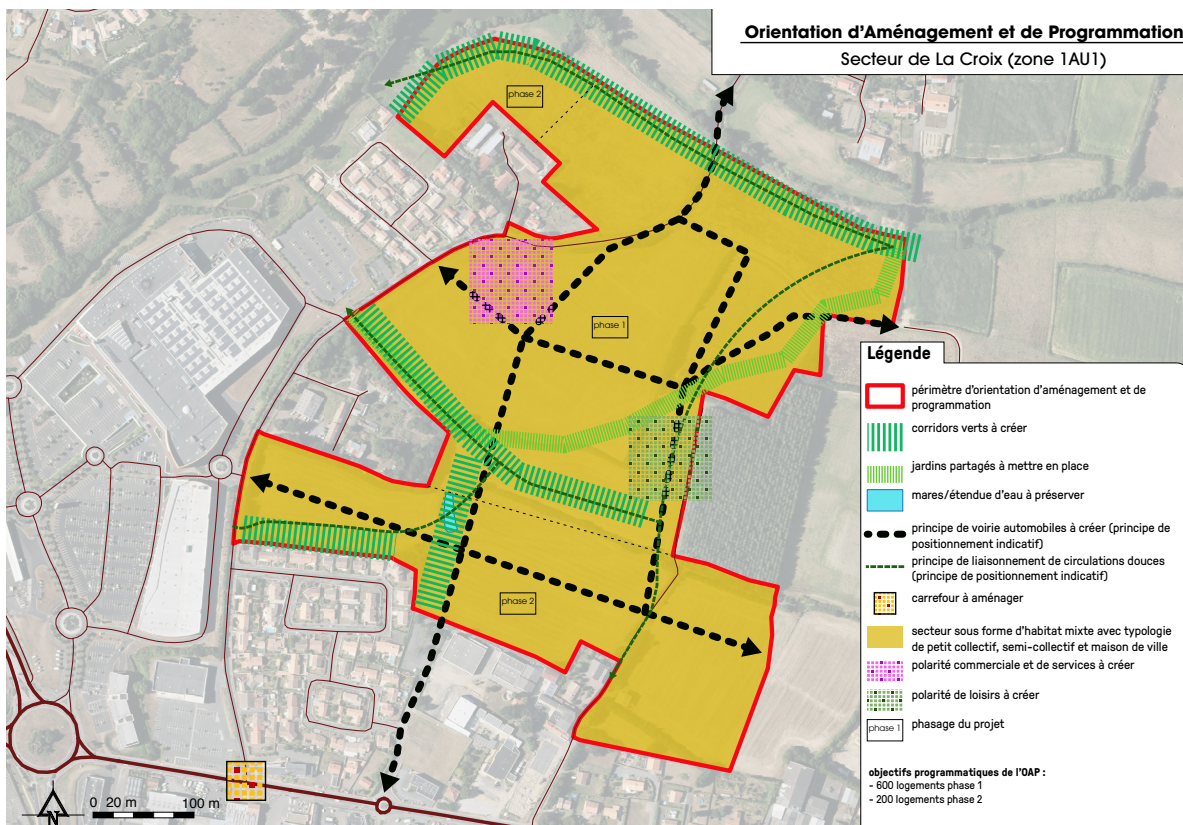 Orientation d'Aménagement et de Programmation
Secteur de La Croix (zone 1AU1)
phase 2
phase 1
phase 2
Légende
périmètre d'orientation d'aménagement et de
programmation
corridors verts à créer
jardins partagés à mettre en place
mares/étendue d'eau à préserver
principe de voirie automobiles à créer (principe de
positionnement indicatif)
principe de liaisonnement de circulations douces
(principe de positionnement indicatif)
carrefour à aménager
secteur sous forme d'habitat mixte avec typologie
de petit collectif, semi-collectif et maison de ville
polarité commerciale et de services à créer
polarité de loisirs à créer
phase 1
phasage du projet
objectifs programmatiques de l'OAP :
- 600 logements phase 1
- 200 logements phase 2
N
0 20 m 100 m